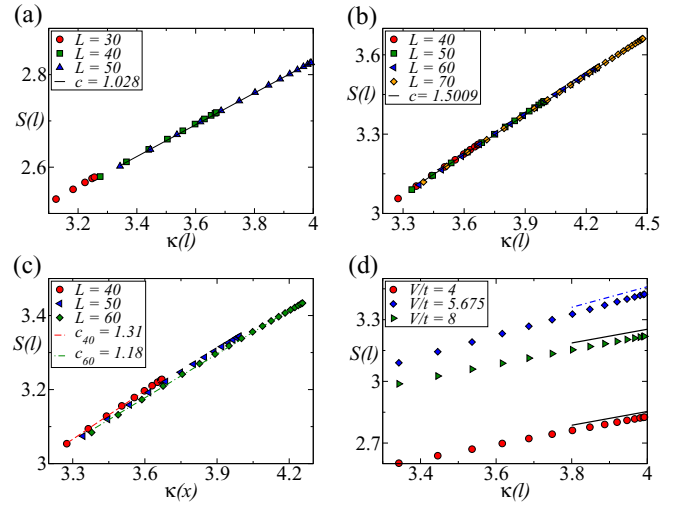 (a)
L = 30
L = 40
L = 50
c = 1.028
S(l)
2.8
2.6
3.2 3.4 3.6 3.8 4
κ(l)
(b)
L = 40
L = 50
L = 60
L = 70
c= 1.5009
S(l)
3.6
3.3
3
3.3 3.6 3.9 4.2 4.5
κ(l)
(c)
L = 40
L = 50
L = 60
c40 = 1.31
c60 = 1.18
S(l)
3.4
3.2
3
3.3 3.6 3.9 4.2
κ(x)
(d)
V/t = 4
V/t = 5.675
V/t = 8
S(l)
3.3
3
2.7
3.4 3.6 3.8 4
κ(l)